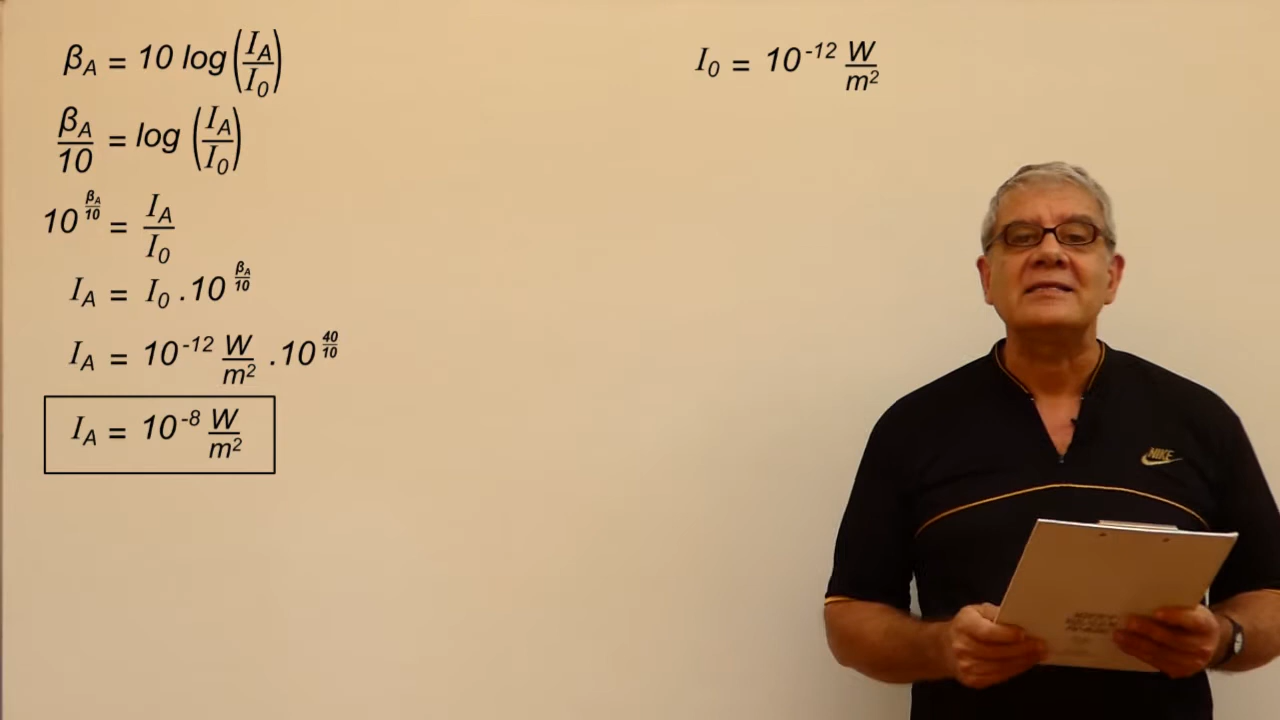 β_A = 10 log(I_A/I_0)
β_A/10 = log (I_A/I_0)
10^(β_A/10) = I_A/I_0
I_A = I_0 . 10^(β_A/10)
I_A = 10^-12 W/m² . 10^(40/10)
I_A = 10^-8 W/m²
I_0 = 10^-12 W/m²
NIKE